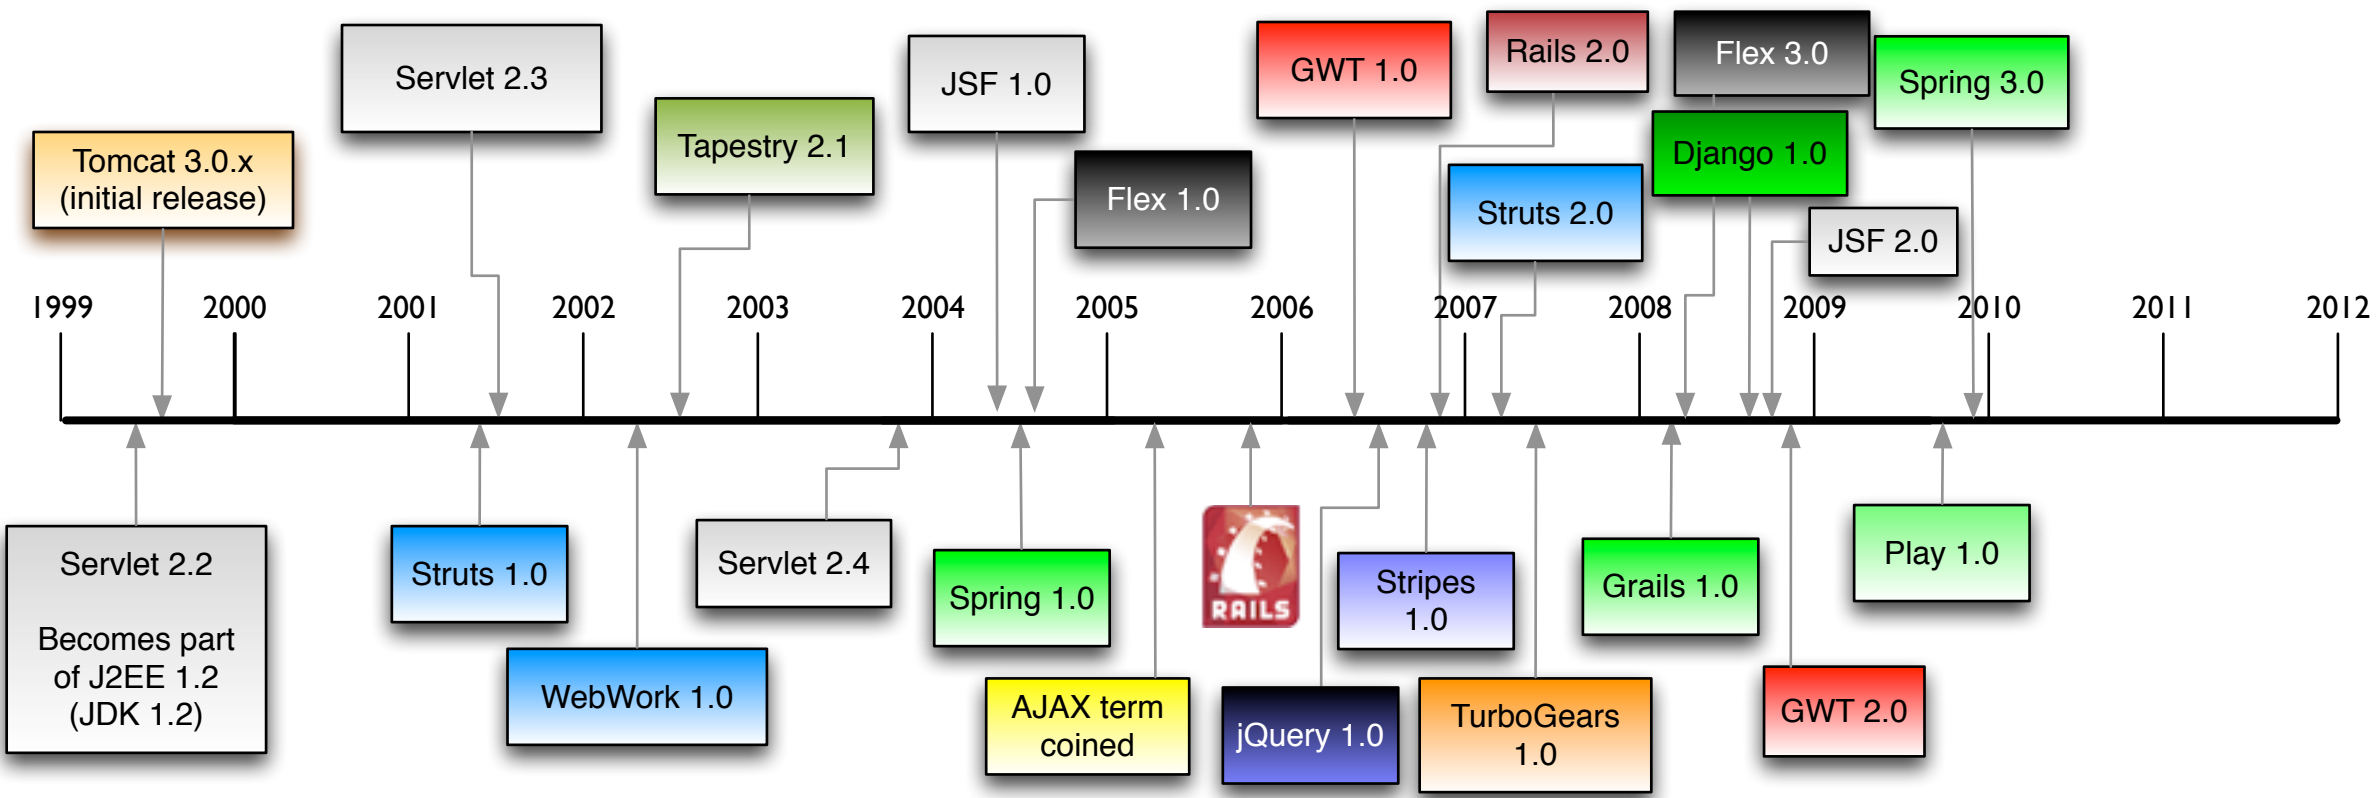 Servlet 2.3
JSF 1.0
GWT 1.0
Rails 2.0
Flex 3.0
Spring 3.0
Tomcat 3.0.x
(initial release)
Tapestry 2.1
Flex 1.0
Struts 2.0
Django 1.0
JSF 2.0
1999 2000 2001 2002 2003 2004 2005 2006 2007 2008 2009 2010 2011 2012
Servlet 2.2
Becomes part
of J2EE 1.2
(JDK 1.2)
Struts 1.0
WebWork 1.0
Servlet 2.4
Spring 1.0
AJAX term
coined
RAILS
jQuery 1.0
Stripes
1.0
TurboGears
1.0
Grails 1.0
GWT 2.0
Play 1.0